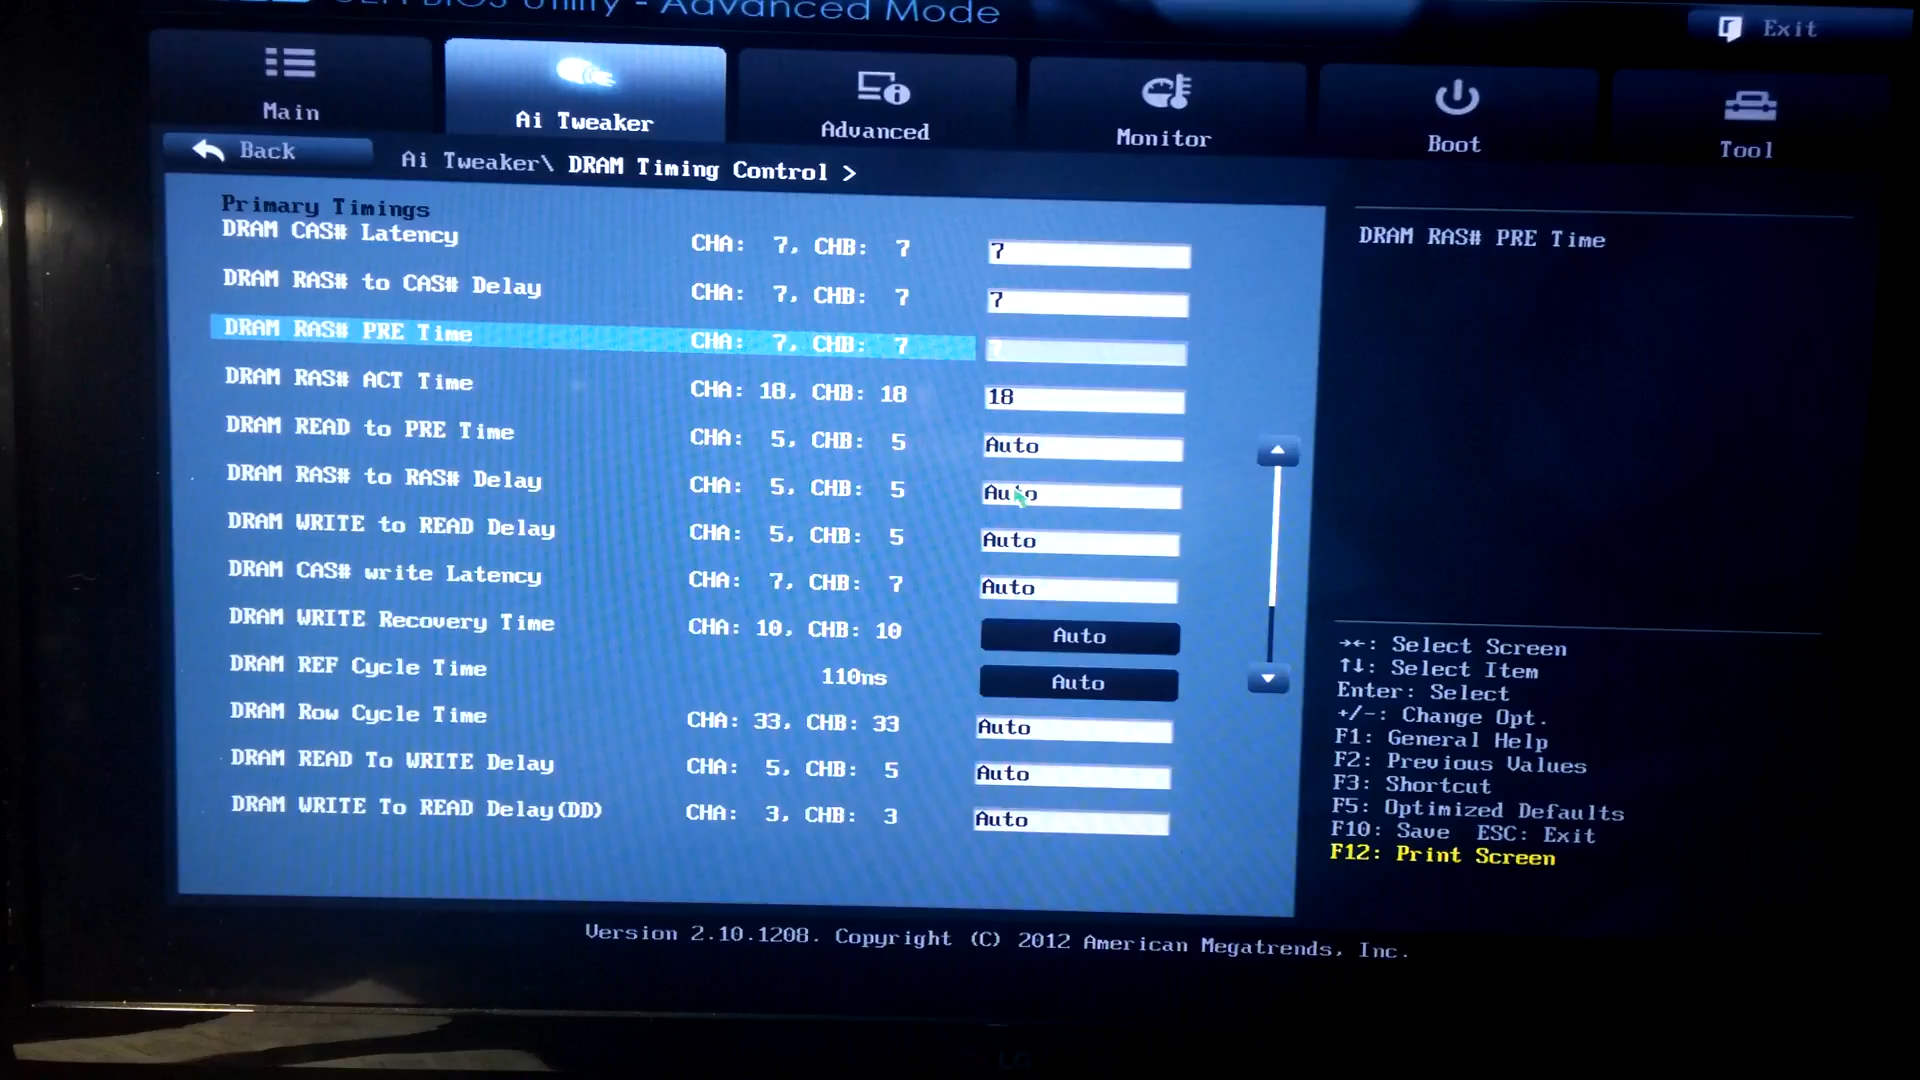 BIOS Utility - Advanced Mode
Exit
Main
Ai Tweaker
Advanced
Monitor
Boot
Tool
Back
Ai Tweaker\ DRAM Timing Control >
Primary Timings
DRAM CAS# Latency CHA: 7, CHB: 7 7
DRAM RAS# to CAS# Delay CHA: 7, CHB: 7 7
DRAM RAS# PRE Time CHA: 7, CHB: 7 7
DRAM RAS# ACT Time CHA: 18, CHB: 18 18
DRAM READ to PRE Time CHA: 5, CHB: 5 Auto
DRAM RAS# to RAS# Delay CHA: 5, CHB: 5 Auto
DRAM WRITE to READ Delay CHA: 5, CHB: 5 Auto
DRAM CAS# write Latency CHA: 7, CHB: 7 Auto
DRAM WRITE Recovery Time CHA: 10, CHB: 10 Auto
DRAM REF Cycle Time 110ns Auto
DRAM Row Cycle Time CHA: 33, CHB: 33 Auto
DRAM READ To WRITE Delay CHA: 5, CHB: 5 Auto
DRAM WRITE To READ Delay(DD) CHA: 3, CHB: 3 Auto
DRAM RAS# PRE Time
→←: Select Screen
↑↓: Select Item
Enter: Select
+/-: Change Opt.
F1: General Help
F2: Previous Values
F3: Shortcut
F5: Optimized Defaults
F10: Save ESC: Exit
F12: Print Screen
Version 2.10.1208. Copyright (C) 2012 American Megatrends, Inc.
LG